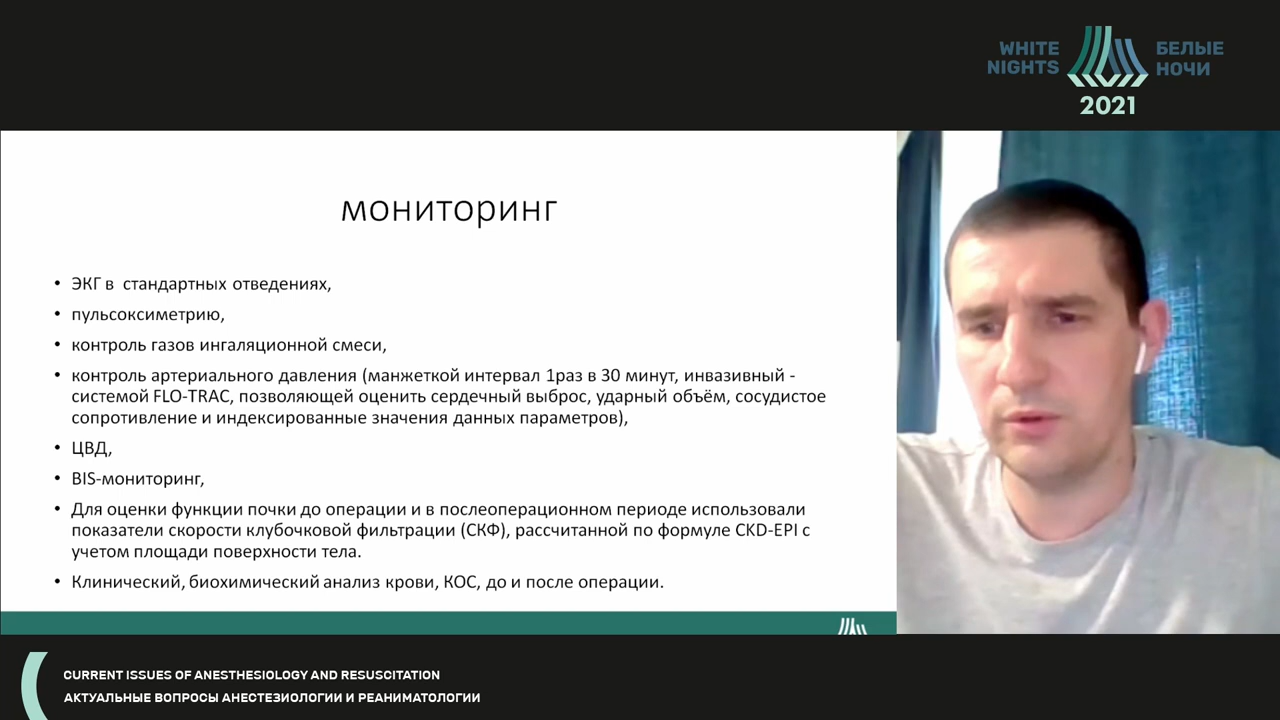 WHITE
NIGHTS
БЕЛЫЕ
НОЧИ
2021
мониторинг
• ЭКГ в стандартных отведениях,
• пульсоксиметрию,
• контроль газов ингаляционной смеси,
• контроль артериального давления (манжеткой интервал 1раз в 30 минут, инвазивный -
системой FLO-TRAC, позволяющей оценить сердечный выброс, ударный объём, сосудистое
сопротивление и индексированные значения данных параметров),
• ЦВД,
• BIS-мониторинг,
• Для оценки функции почки до операции и в послеоперационном периоде использовали
показатели скорости клубочковой фильтрации (СКФ), рассчитанной по формуле CKD-EPI с
учетом площади поверхности тела.
• Клинический, биохимический анализ крови, КОС, до и после операции.
CURRENT ISSUES OF ANESTHESIOLOGY AND RESUSCITATION
АКТУАЛЬНЫЕ ВОПРОСЫ АНЕСТЕЗИОЛОГИИ И РЕАНИМАТОЛОГИИ